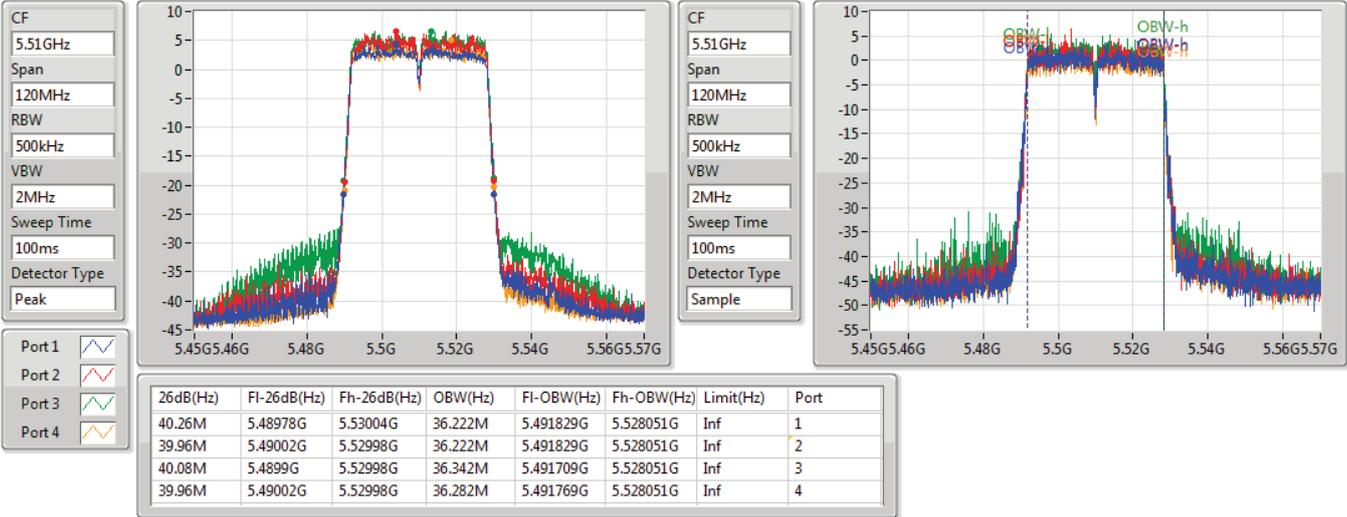 CF
5.51GHz
Span
120MHz
RBW
500kHz
VBW
2MHz
Sweep Time
100ms
Detector Type
Peak
10
5
0
-5
-10
-15
-20
-25
-30
-35
-40
-45
5.45G 5.46G 5.48G 5.5G 5.52G 5.54G 5.56G 5.57G
CF
5.51GHz
Span
120MHz
RBW
500kHz
VBW
2MHz
Sweep Time
100ms
Detector Type
Sample
10
5
0
-5
-10
-15
-20
-25
-30
-35
-40
-45
-50
-55
OBW-h
OBW-h
5.45G 5.46G 5.48G 5.5G 5.52G 5.54G 5.56G 5.57G
Port 1
Port 2
Port 3
Port 4
26dB(Hz) Fl-26dB(Hz) Fh-26dB(Hz) OBW(Hz) Fl-OBW(Hz) Fh-OBW(Hz) Limit(Hz) Port
40.26M 5.48978G 5.53004G 36.222M 5.491829G 5.528051G Inf 1
39.96M 5.49002G 5.52998G 36.222M 5.491829G 5.528051G Inf 2
40.08M 5.4899G 5.52998G 36.342M 5.491709G 5.528051G Inf 3
39.96M 5.49002G 5.52998G 36.282M 5.491769G 5.528051G Inf 4